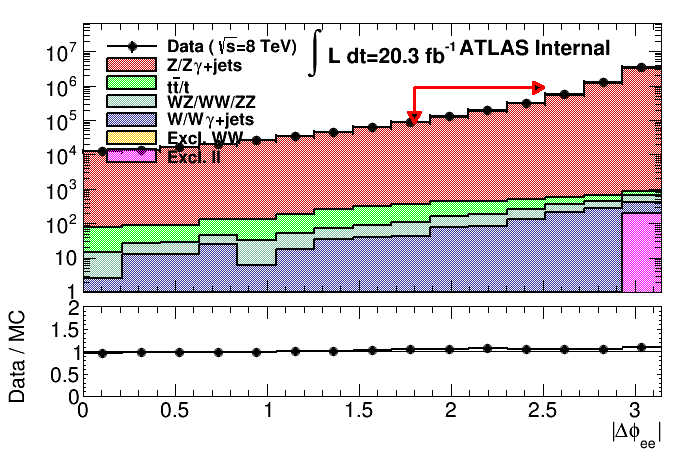 Data ( √s=8 TeV)
∫ L dt=20.3 fb⁻¹ ATLAS Internal
Z/Zγ+jets
tt̄/t
WZ/WW/ZZ
W/Wγ+jets
Excl. WW
Excl. ll
10⁷
10⁶
10⁵
10⁴
10³
10²
10
1
Data / MC
2
1.5
1
0.5
0
0 0.5 1 1.5 2 2.5 3
|Δϕee|